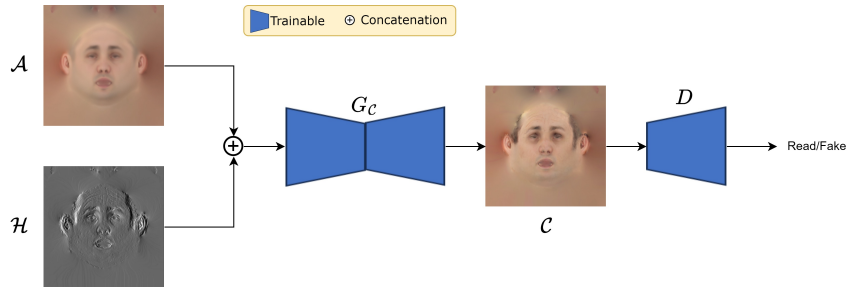 Trainable ⊕ Concatenation
𝒜
G𝒞
D
⊕
Read/Fake
ℋ
𝒞